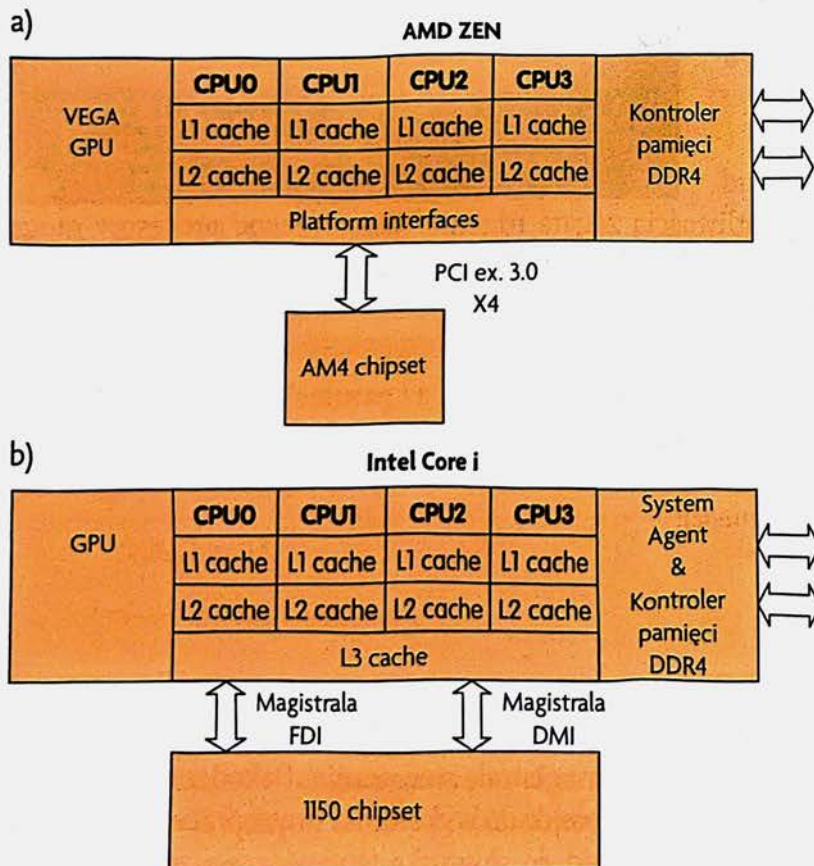 a)
AMD ZEN
VEGA
GPU
CPU0 CPU1 CPU2 CPU3
L1 cache L1 cache L1 cache L1 cache
L2 cache L2 cache L2 cache L2 cache
Platform interfaces
Kontroler
pamięci
DDR4
PCI ex. 3.0
X4
AM4 chipset
b)
Intel Core i
GPU
CPU0 CPU1 CPU2 CPU3
L1 cache L1 cache L1 cache L1 cache
L2 cache L2 cache L2 cache L2 cache
L3 cache
System
Agent
&
Kontroler
pamięci
DDR4
Magistrala
FDI
Magistrala
DMI
1150 chipset